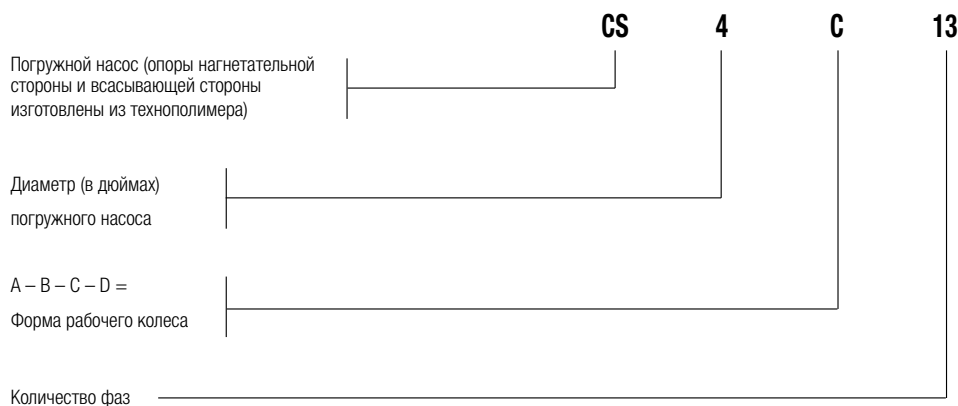 CS 4 C 13
Погружной насос (опоры нагнетательной
стороны и всасывающей стороны
изготовлены из технополимера)
Диаметр (в дюймах)
погружного насоса
A – B – C – D =
Форма рабочего колеса
Количество фаз